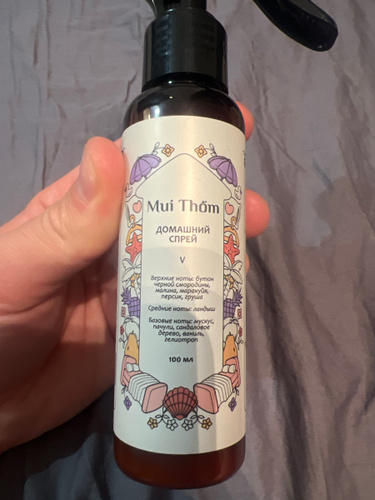 Mui Thơm
ДОМАШНИЙ
СПРЕЙ
V
Верхние ноты: бутон
черной смородины,
малина, маракуйя,
персик, груша
Средние ноты: ландыш
Базовые ноты: мускус,
пачули, сандаловое
дерево, ваниль,
гелиотроп
100 мл